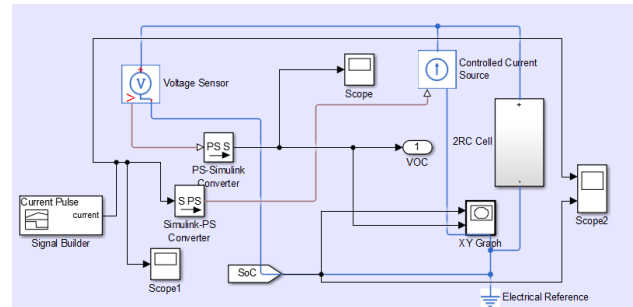 Voltage Sensor
V
Scope
Controlled Current
Source
2RC Cell
PS S
PS-Simulink
Converter
1
VOC
Current Pulse
current
Signal Builder
S PS
Simulink-PS
Converter
Scope1
SoC
XY Graph
Scope2
Electrical Reference
+
-
+